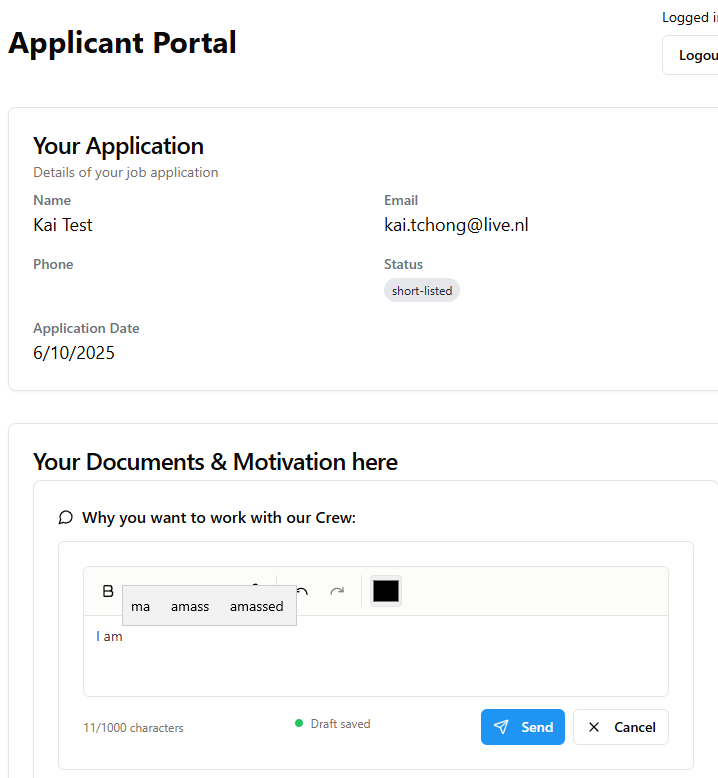 Applicant Portal
Logged i
Logou
Your Application
Details of your job application
Name
Kai Test
Email
kai.tchong@live.nl
Phone
Status
short-listed
Application Date
6/10/2025
Your Documents & Motivation here
Why you want to work with our Crew:
B
ma amass amassed
I am
11/1000 characters
Draft saved
Send
Cancel